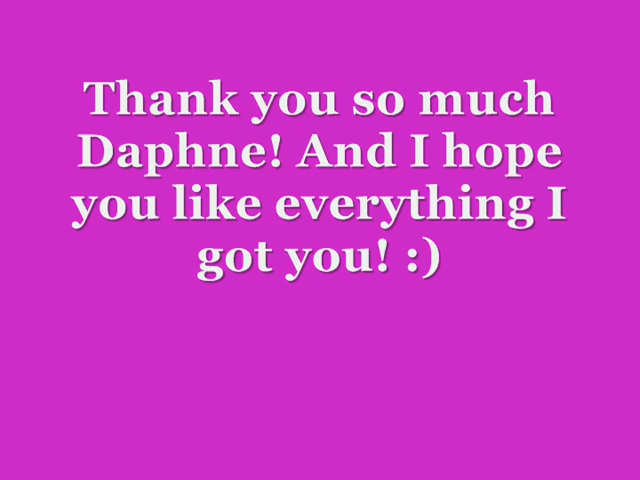 Thank you so much
Daphne! And I hope
you like everything I
got you! :)